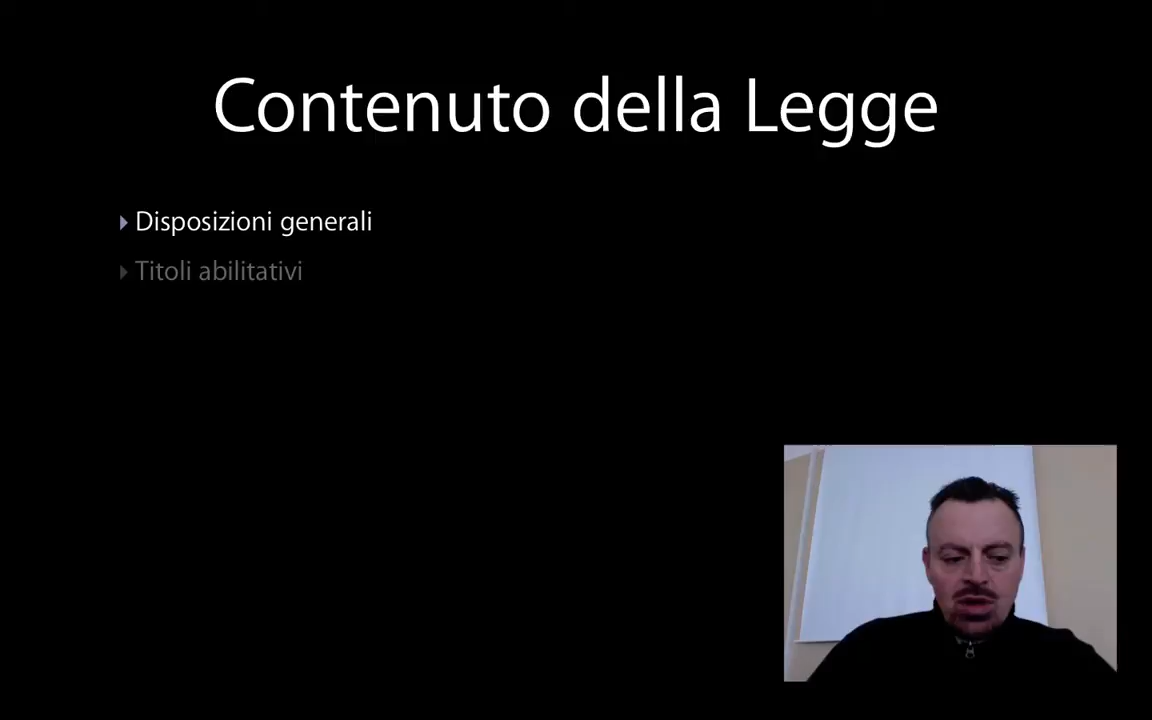 Contenuto della Legge
Disposizioni generali
Titoli abilitativi